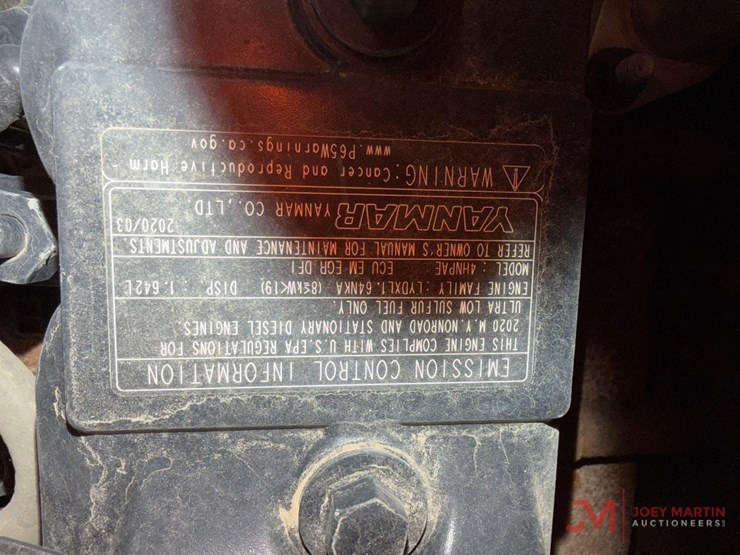 EMISSION CONTROL INFORMATION
THIS ENGINE COMPLIES WITH U.S.EPA REGULATIONS FOR
2020 M.Y.NONROAD AND STATIONARY DIESEL ENGINES.
ULTRA LOW SULFUR FUEL ONLY.
ENGINE FAMILY : LYDXL1.64NKA (8≤kW<19) DISP : 1.642L
MODEL : 4HNPAE ECU EM EGR DFI
REFER TO OWNER'S MANUAL FOR MAINTENANCE AND ADJUSTMENTS.
YANMAR YANMAR CO.,LTD 2020/03
WARNING: Cancer and Reproductive Harm -
www.P65Warnings.ca.gov
JM JOEY MARTIN
AUCTIONEERS